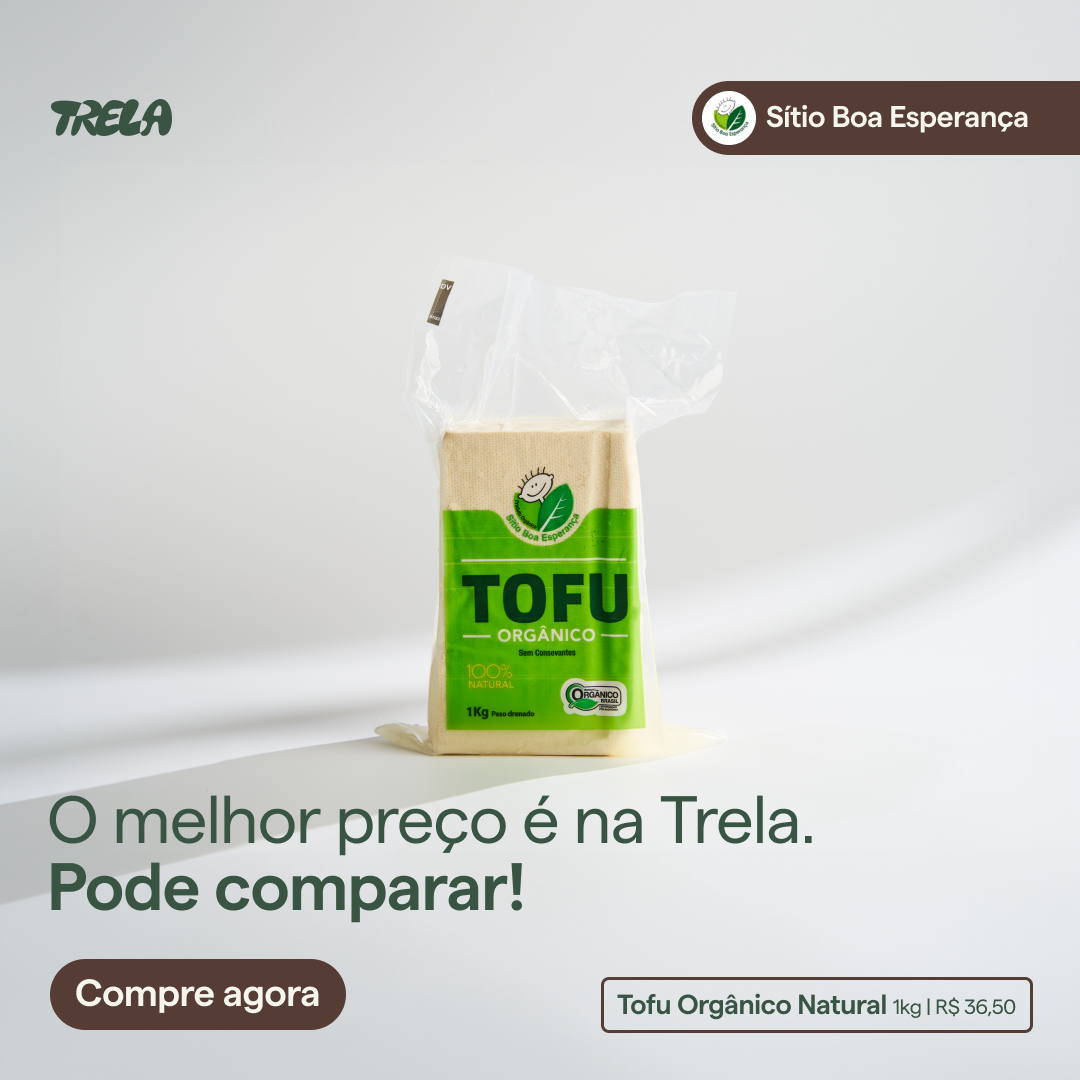 TRELA
Sítio Boa Esperança
Sítio Boa Esperança
TOFU
ORGÂNICO
Sem Consevantes
100%
NATURAL
ORGÂNICO
BRASIL
1Kg Peso drenado
O melhor preço é na Trela.
Pode comparar!
Compre agora
Tofu Orgânico Natural 1kg | R$ 36,50